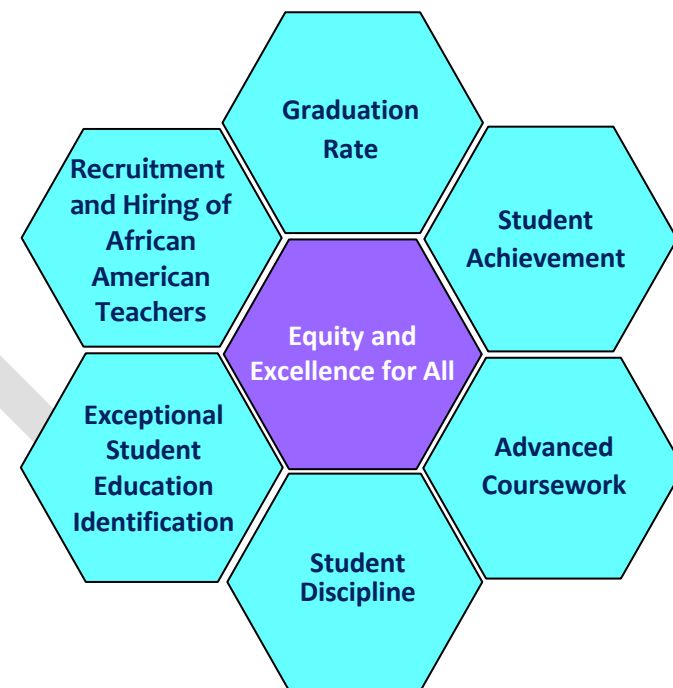 Graduation
Rate
Student
Achievement
Advanced
Coursework
Student
Discipline
Exceptional
Student
Education
Identification
Recruitment
and Hiring of
African
American
Teachers
Equity and
Excellence for All